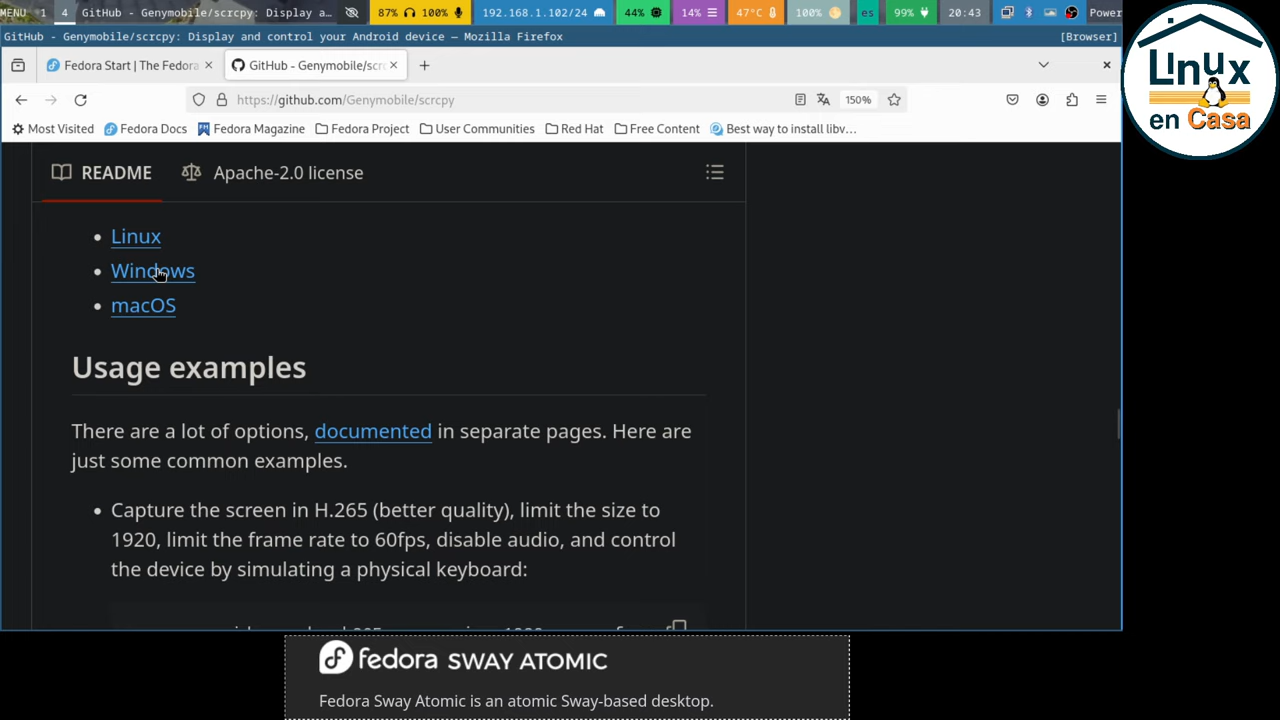 MENU 1 4 GitHub - Genymobile/scrcpy: Display a... 87% 100% 192.168.1.102/24 44% 14% 47°C 100% es 99% 20:43 Power
GitHub - Genymobile/scrcpy: Display and control your Android device — Mozilla Firefox [Browser]
Fedora Start | The Fedora GitHub - Genymobile/scrc
https://github.com/Genymobile/scrcpy 150%
Most Visited Fedora Docs Fedora Magazine Fedora Project User Communities Red Hat Free Content Best way to install libv...
README Apache-2.0 license
Linux
Windows
macOS
Usage examples
There are a lot of options, documented in separate pages. Here are
just some common examples.
Capture the screen in H.265 (better quality), limit the size to
1920, limit the frame rate to 60fps, disable audio, and control
the device by simulating a physical keyboard:
fedora SWAY ATOMIC
Fedora Sway Atomic is an atomic Sway-based desktop.
Linux
en Casa